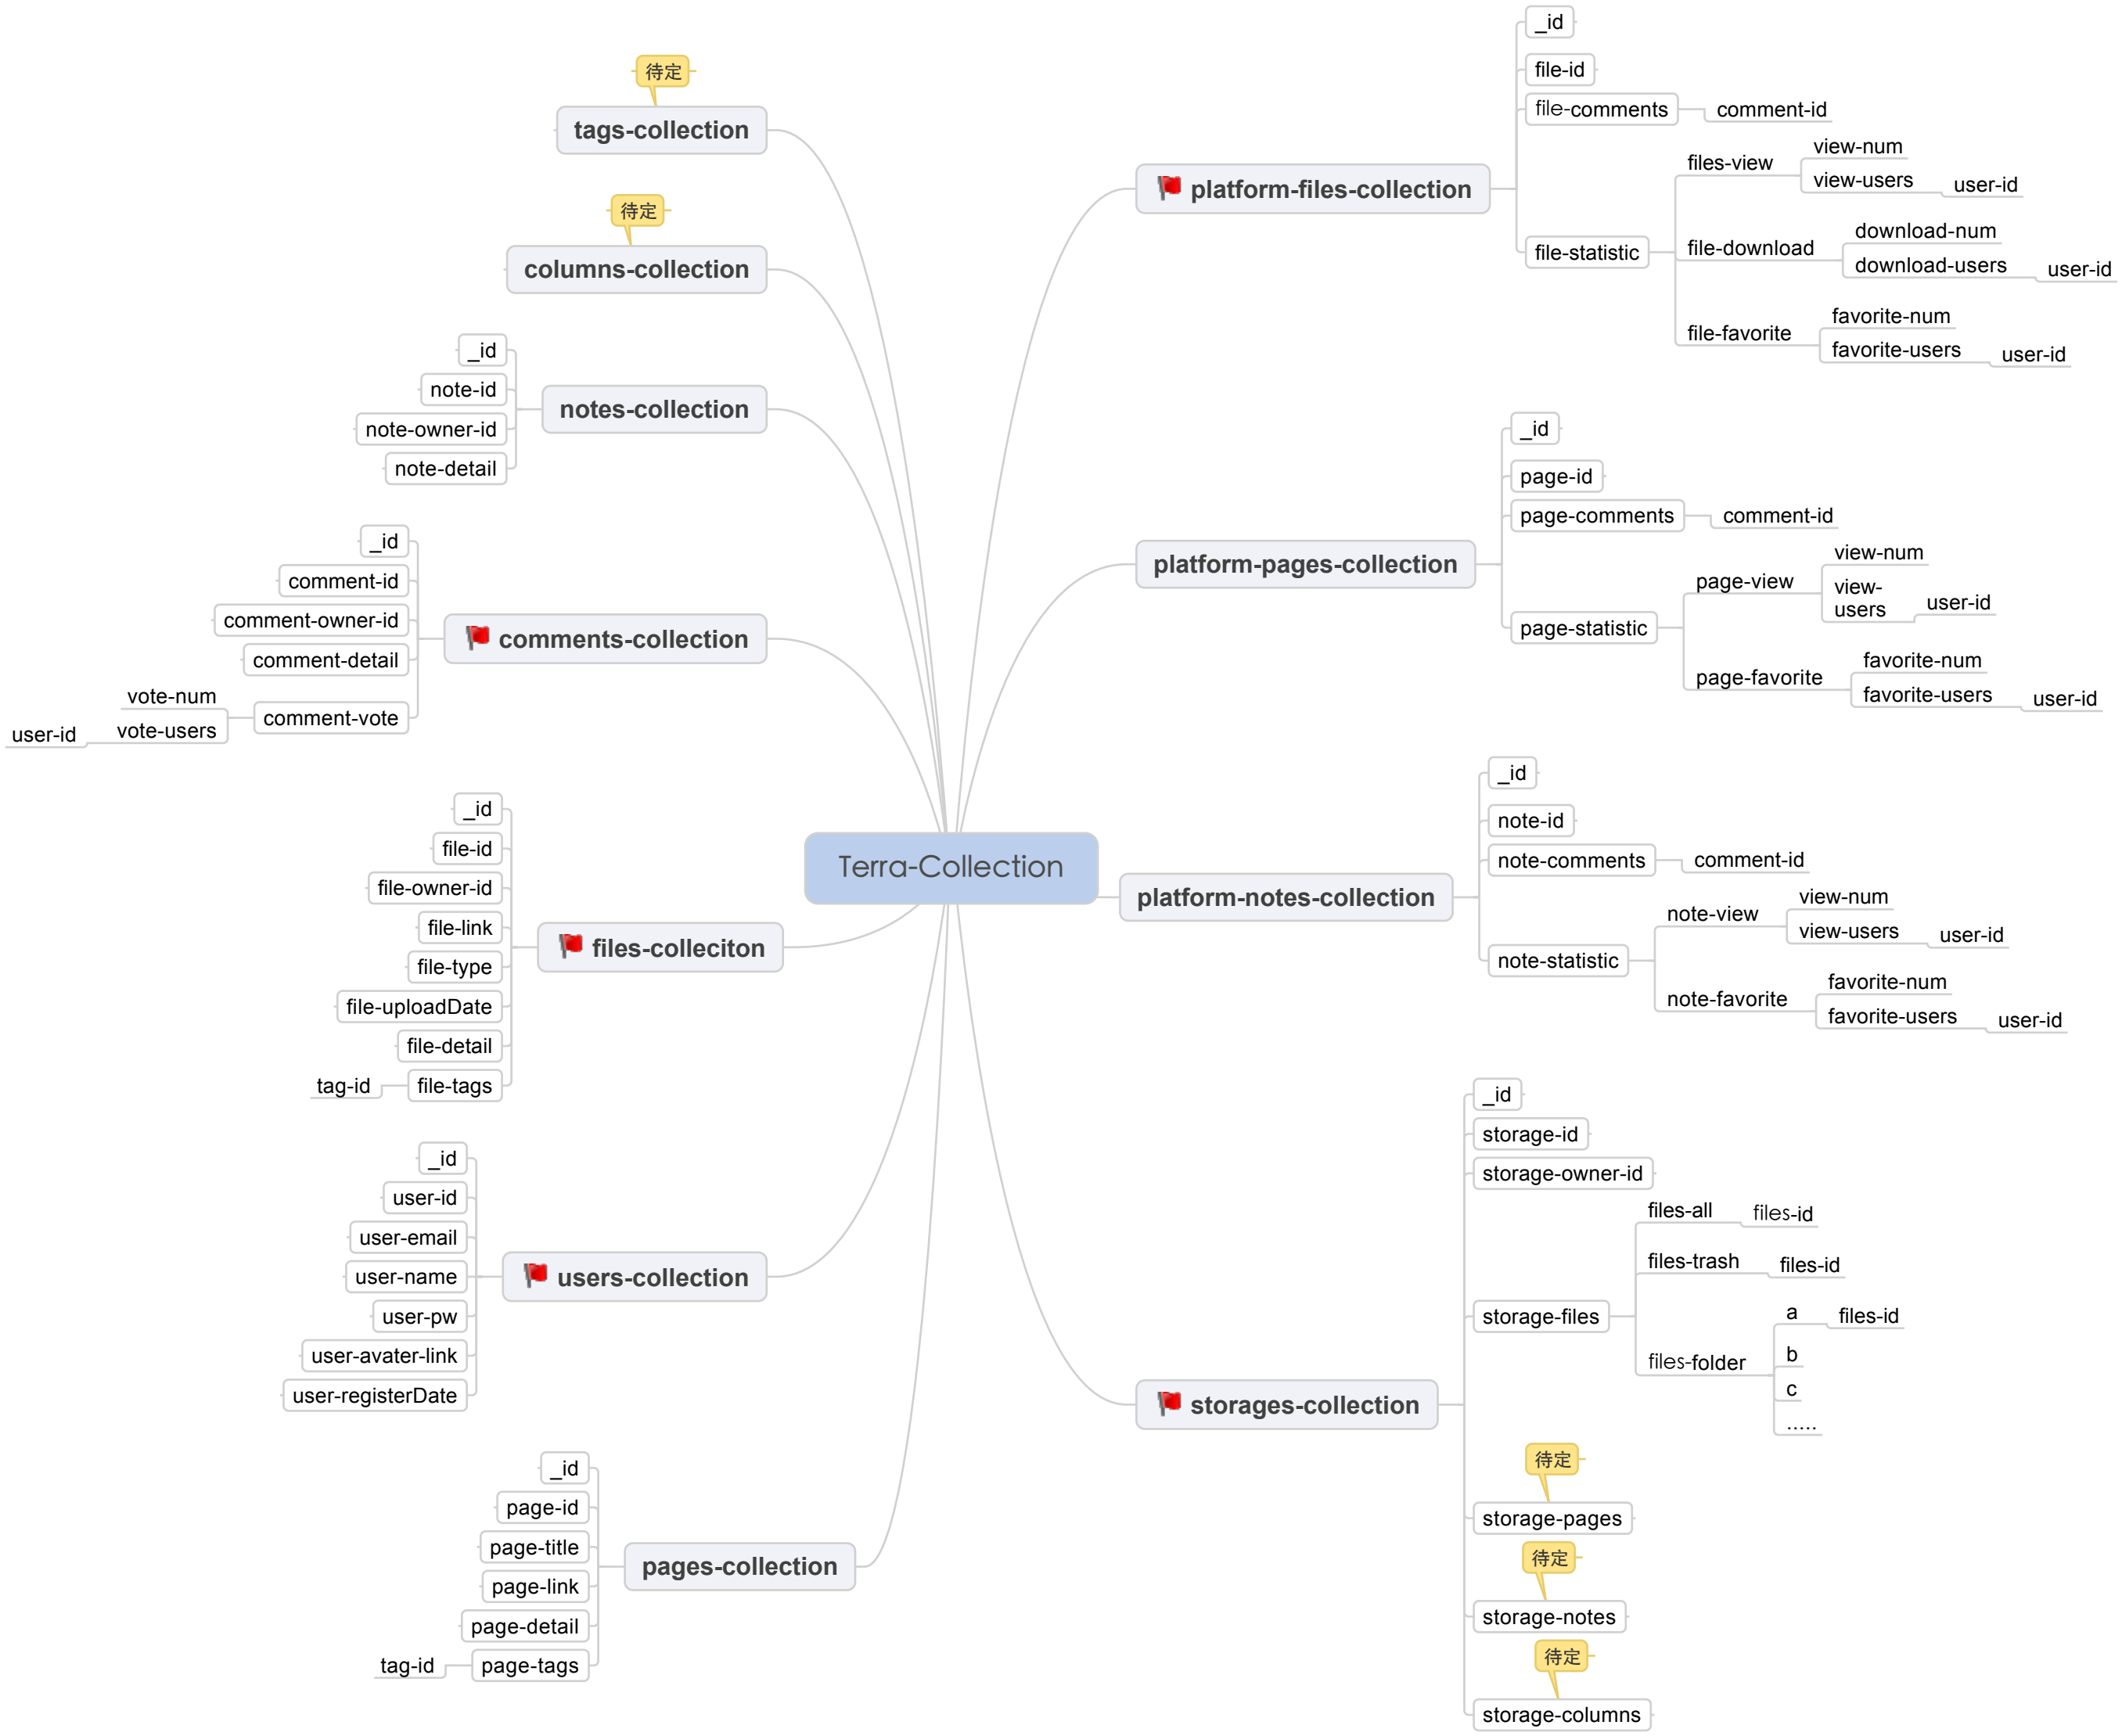 Terra-Collection
platform-files-collection
_id
file-id
file-comments
comment-id
file-statistic
files-view
view-num
view-users
user-id
file-download
download-num
download-users
user-id
file-favorite
favorite-num
favorite-users
user-id
platform-pages-collection
_id
page-id
page-comments
comment-id
page-statistic
page-view
view-num
view-
users
user-id
page-favorite
favorite-num
favorite-users
user-id
platform-notes-collection
_id
note-id
note-comments
comment-id
note-statistic
note-view
view-num
view-users
user-id
note-favorite
favorite-num
favorite-users
user-id
storages-collection
_id
storage-id
storage-owner-id
storage-files
files-all
files-id
files-trash
files-id
files-folder
a
files-id
b
c
.....
待定
storage-pages
待定
storage-notes
待定
storage-columns
待定
tags-collection
待定
columns-collection
notes-collection
_id
note-id
note-owner-id
note-detail
comments-collection
_id
comment-id
comment-owner-id
comment-detail
comment-vote
vote-num
vote-users
user-id
files-colleciton
_id
file-id
file-owner-id
file-link
file-type
file-uploadDate
file-detail
file-tags
tag-id
users-collection
_id
user-id
user-email
user-name
user-pw
user-avater-link
user-registerDate
pages-collection
_id
page-id
page-title
page-link
page-detail
page-tags
tag-id